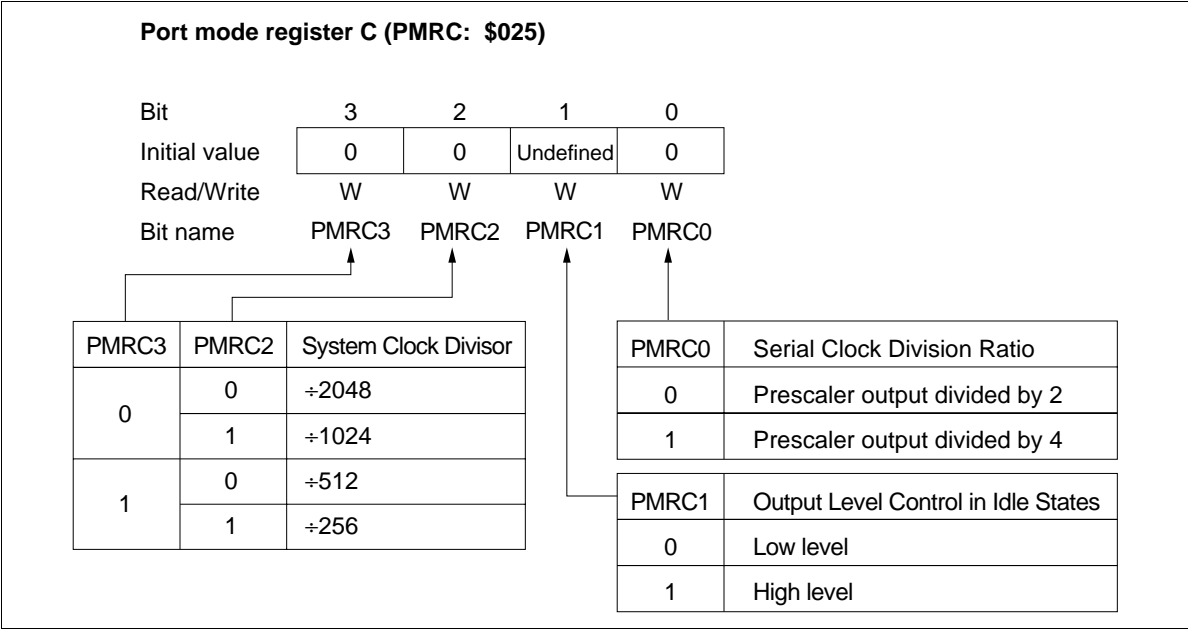 Port mode register C (PMRC: $025)
Bit 3 2 1 0
Initial value 0 0 Undefined 0
Read/Write W W W W
Bit name PMRC3 PMRC2 PMRC1 PMRC0
PMRC3 PMRC2 System Clock Divisor
0 0 ÷2048
1 ÷1024
1 0 ÷512
1 ÷256
PMRC0 Serial Clock Division Ratio
0 Prescaler output divided by 2
1 Prescaler output divided by 4
PMRC1 Output Level Control in Idle States
0 Low level
1 High level